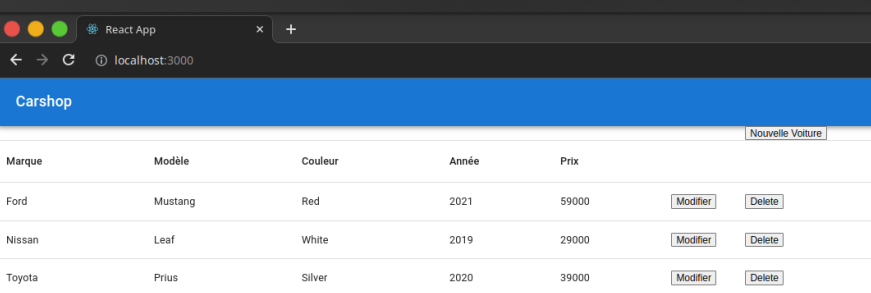 React App
localhost:3000
Carshop
Nouvelle Voiture
Marque Modèle Couleur Année Prix
Ford Mustang Red 2021 59000 Modifier Delete
Nissan Leaf White 2019 29000 Modifier Delete
Toyota Prius Silver 2020 39000 Modifier Delete